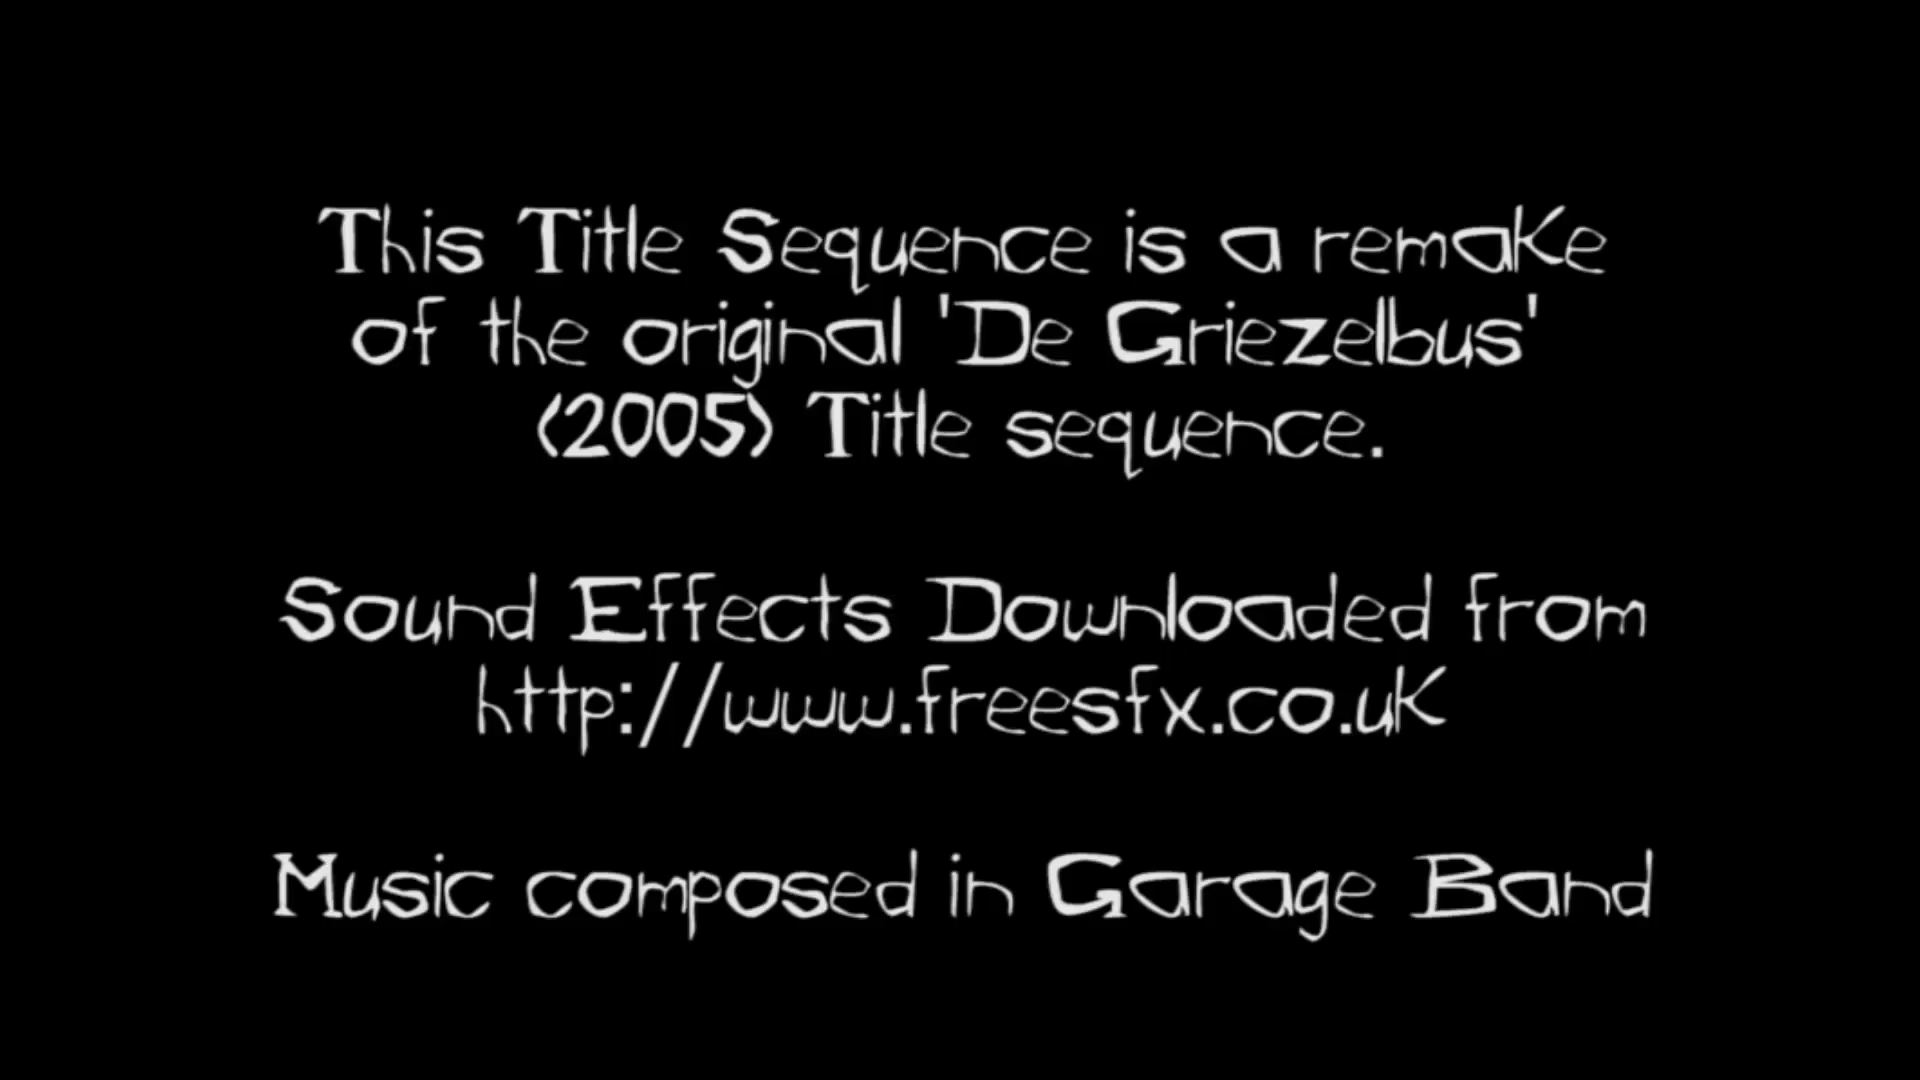 This Title Sequence is a remake
of the original 'De Griezelbus'
(2005) Title sequence.
Sound Effects Downloaded from
http://www.freesfx.co.uk
Music composed in Garage Band